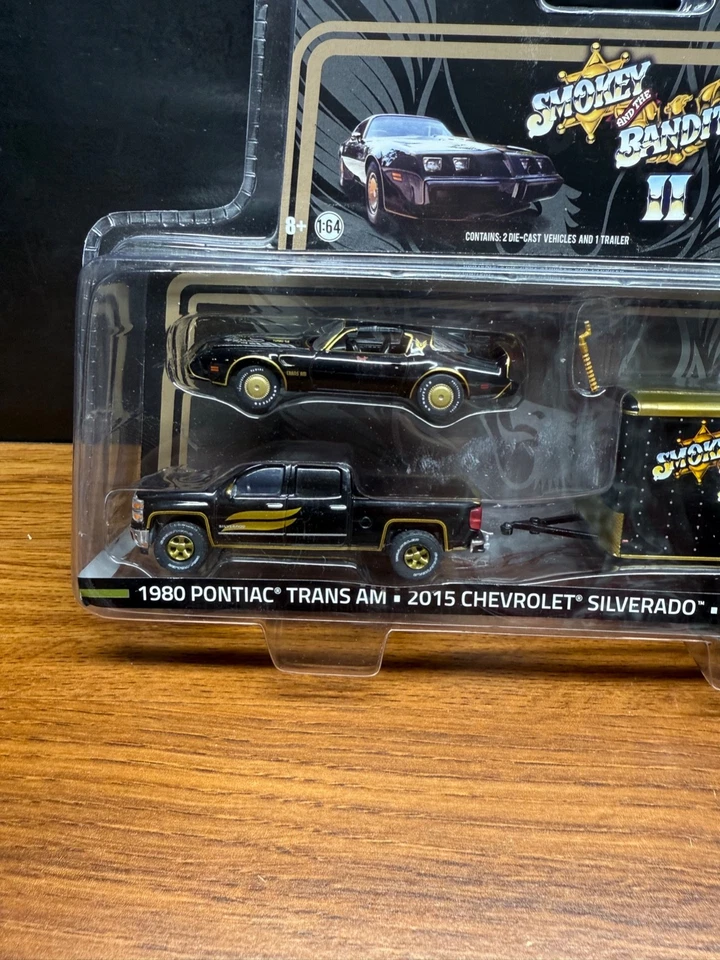 SMOKEY
AND THE
BANDIT
II
8+ 1:64
CONTAINS: 2 DIE-CAST VEHICLES AND 1 TRAILER
SMOKE
1980 PONTIAC® TRANS AM ▪ 2015 CHEVROLET® SILVERADO™ ▪